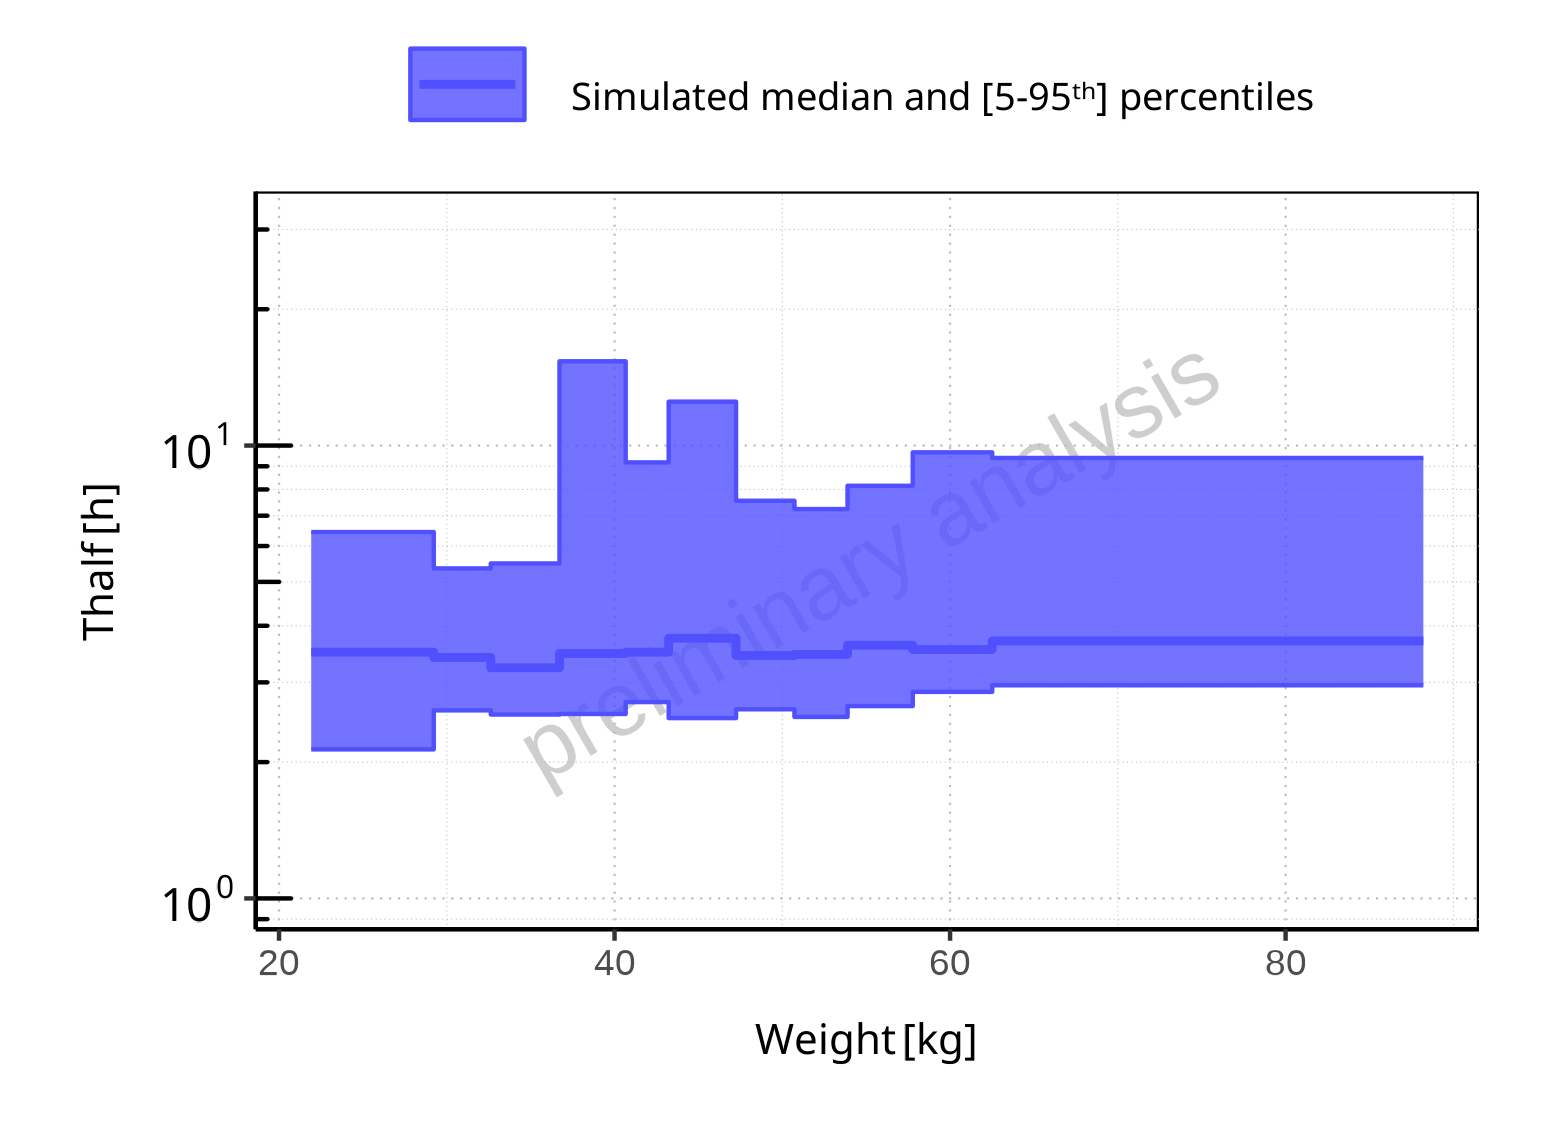 Simulated median and [5-95ᵗʰ] percentiles
Thalf [h]
10¹
10⁰
preliminary analysis
20 40 60 80
Weight [kg]